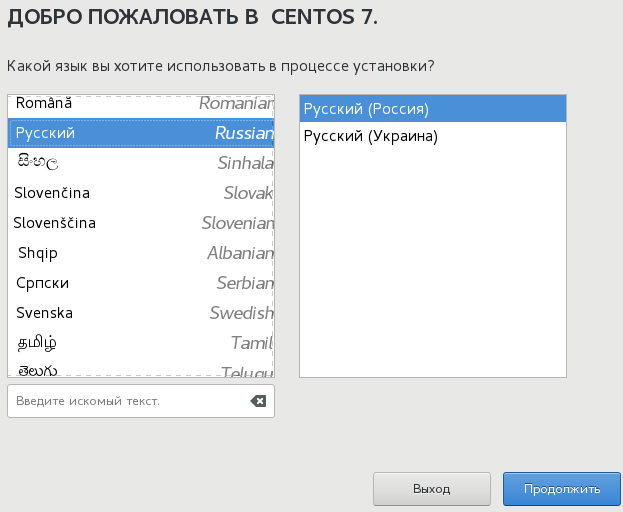 ДОБРО ПОЖАЛОВАТЬ В CENTOS 7.
Какой язык вы хотите использовать в процессе установки?
Română Romanian
Русский Russian
සිංහල Sinhala
Slovenčina Slovak
Slovenščina Slovenian
Shqip Albanian
Српски Serbian
Svenska Swedish
தமிழ் Tamil
తెలుగు Telugu
Русский (Россия)
Русский (Украина)
Введите искомый текст.
Выход Продолжить